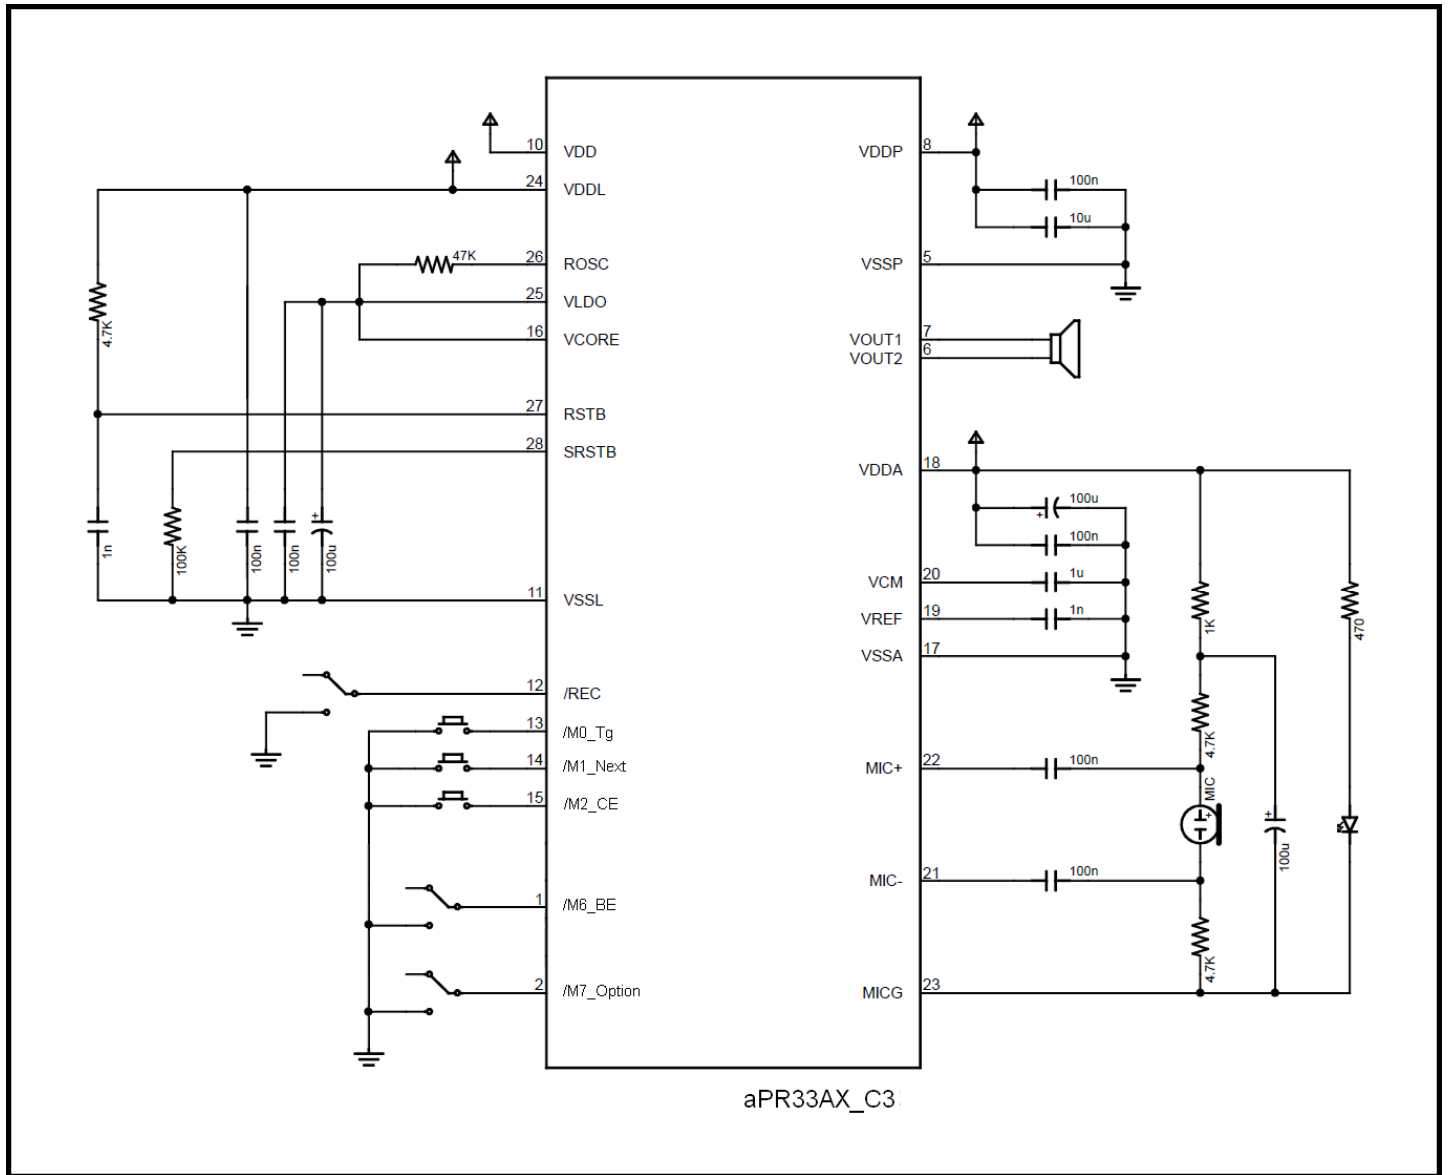 10 VDD
24 VDDL
47K 26 ROSC
25 VLDO
16 VCORE
4.7K
27 RSTB
28 SRSTB
1n
100K
100n
100n
+
100u
11 VSSL
12 /REC
13 /M0_Tg
14 /M1_Next
15 /M2_CE
1 /M6_BE
2 /M7_Option
VDDP 8
100n
10u
VSSP 5
VOUT1 7
VOUT2 6
VDDA 18
100u
+
100n
VCM 20 1u
VREF 19 1n
VSSA 17
1K
470
4.7K
MIC+ 22 100n
MIC
+
+
100u
MIC- 21 100n
4.7K
MICG 23
aPR33AX_C3